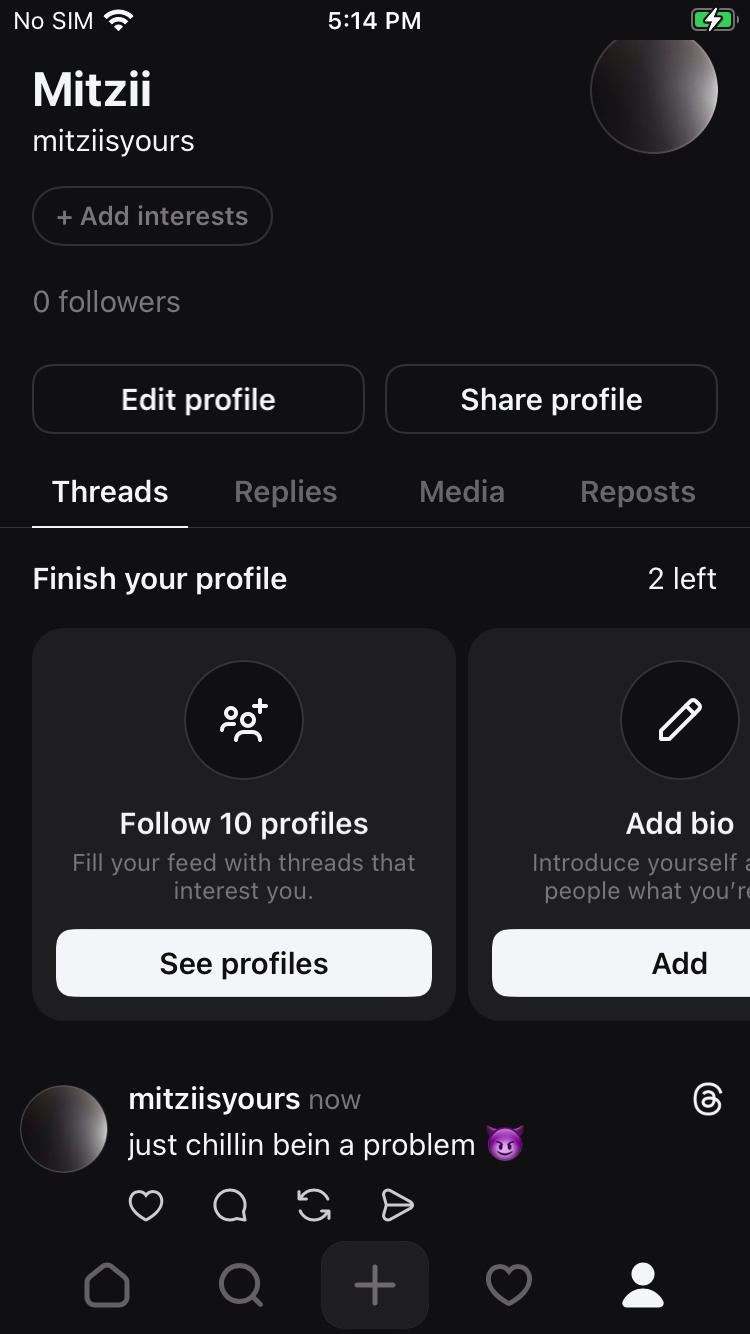 No SIM 5:14 PM
Mitzii
mitziisyours
+ Add interests
0 followers
Edit profile Share profile
Threads Replies Media Reposts
Finish your profile 2 left
Follow 10 profiles
Fill your feed with threads that
interest you.
See profiles
Add bio
Introduce yourself
people what you're
Add
mitziisyours now
just chillin bein a problem 😈